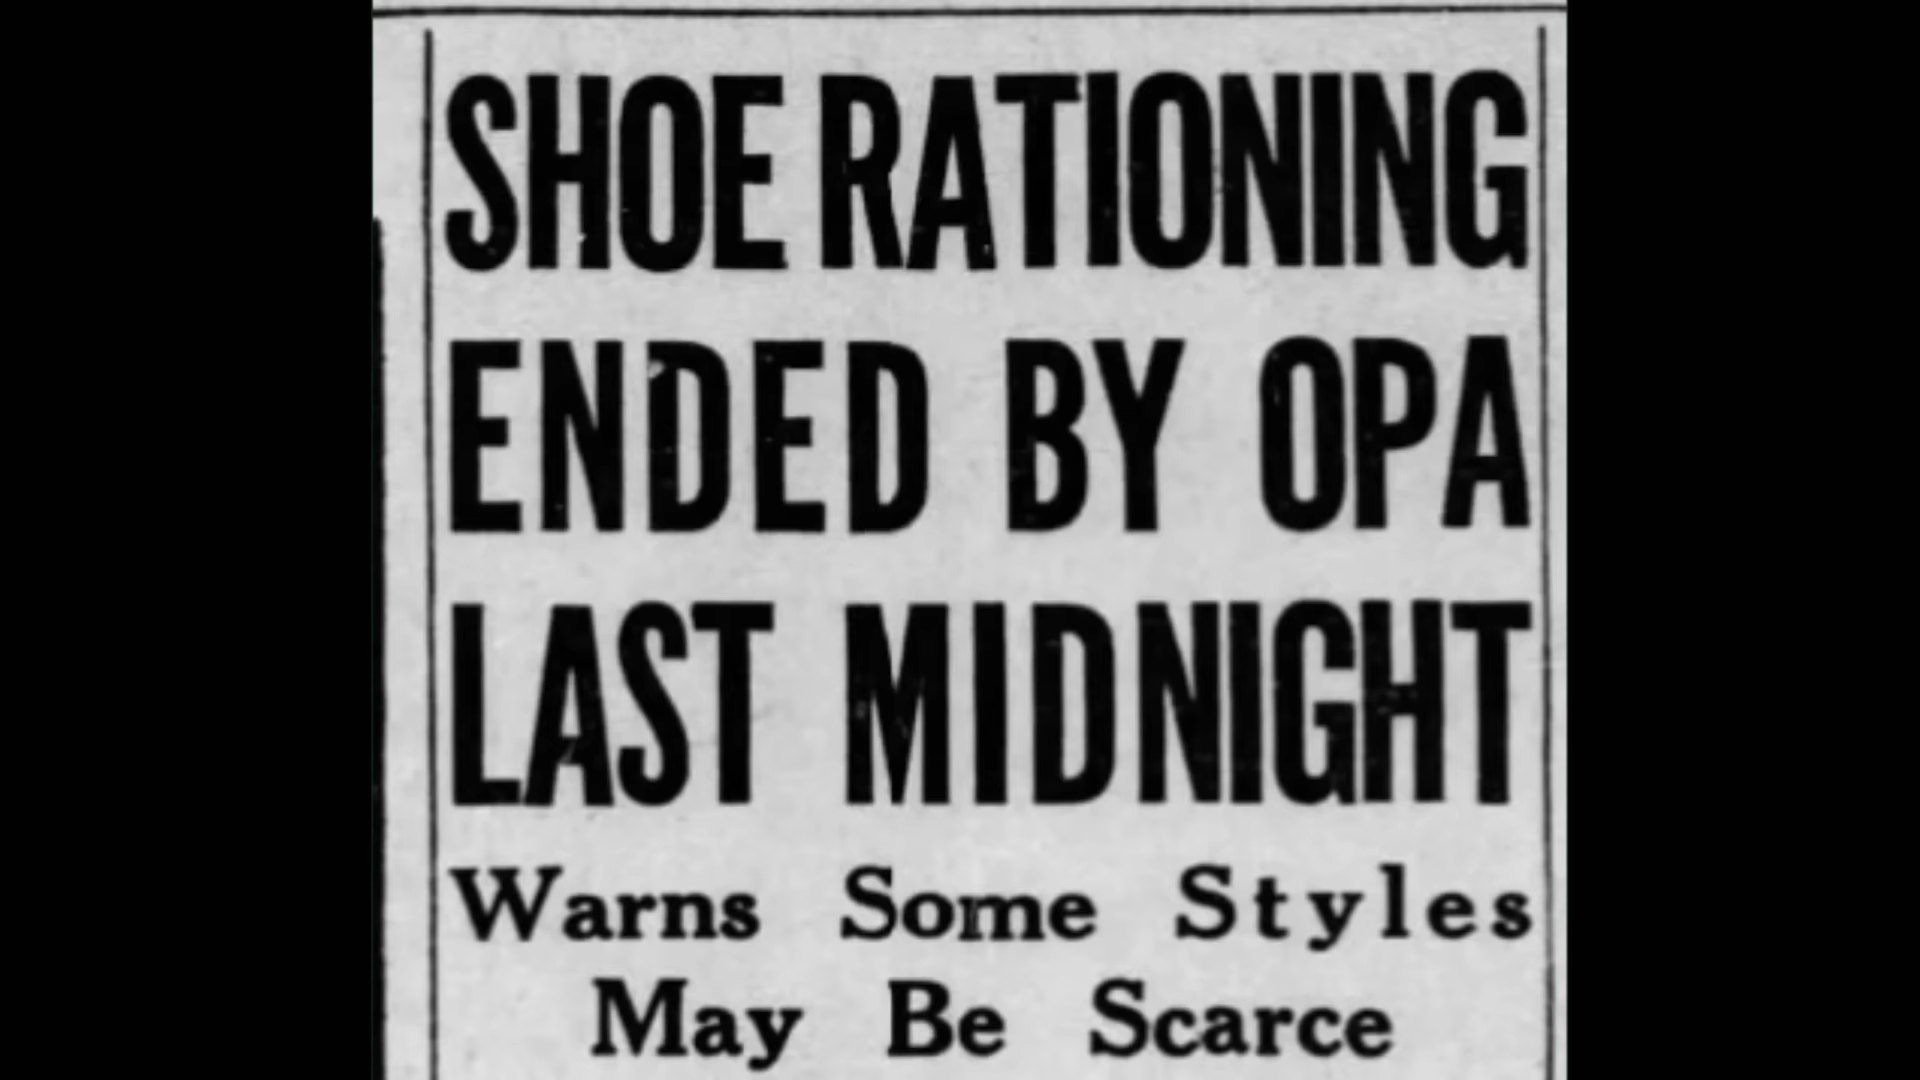 SHOE RATIONING
ENDED BY OPA
LAST MIDNIGHT
Warns Some Styles
May Be Scarce